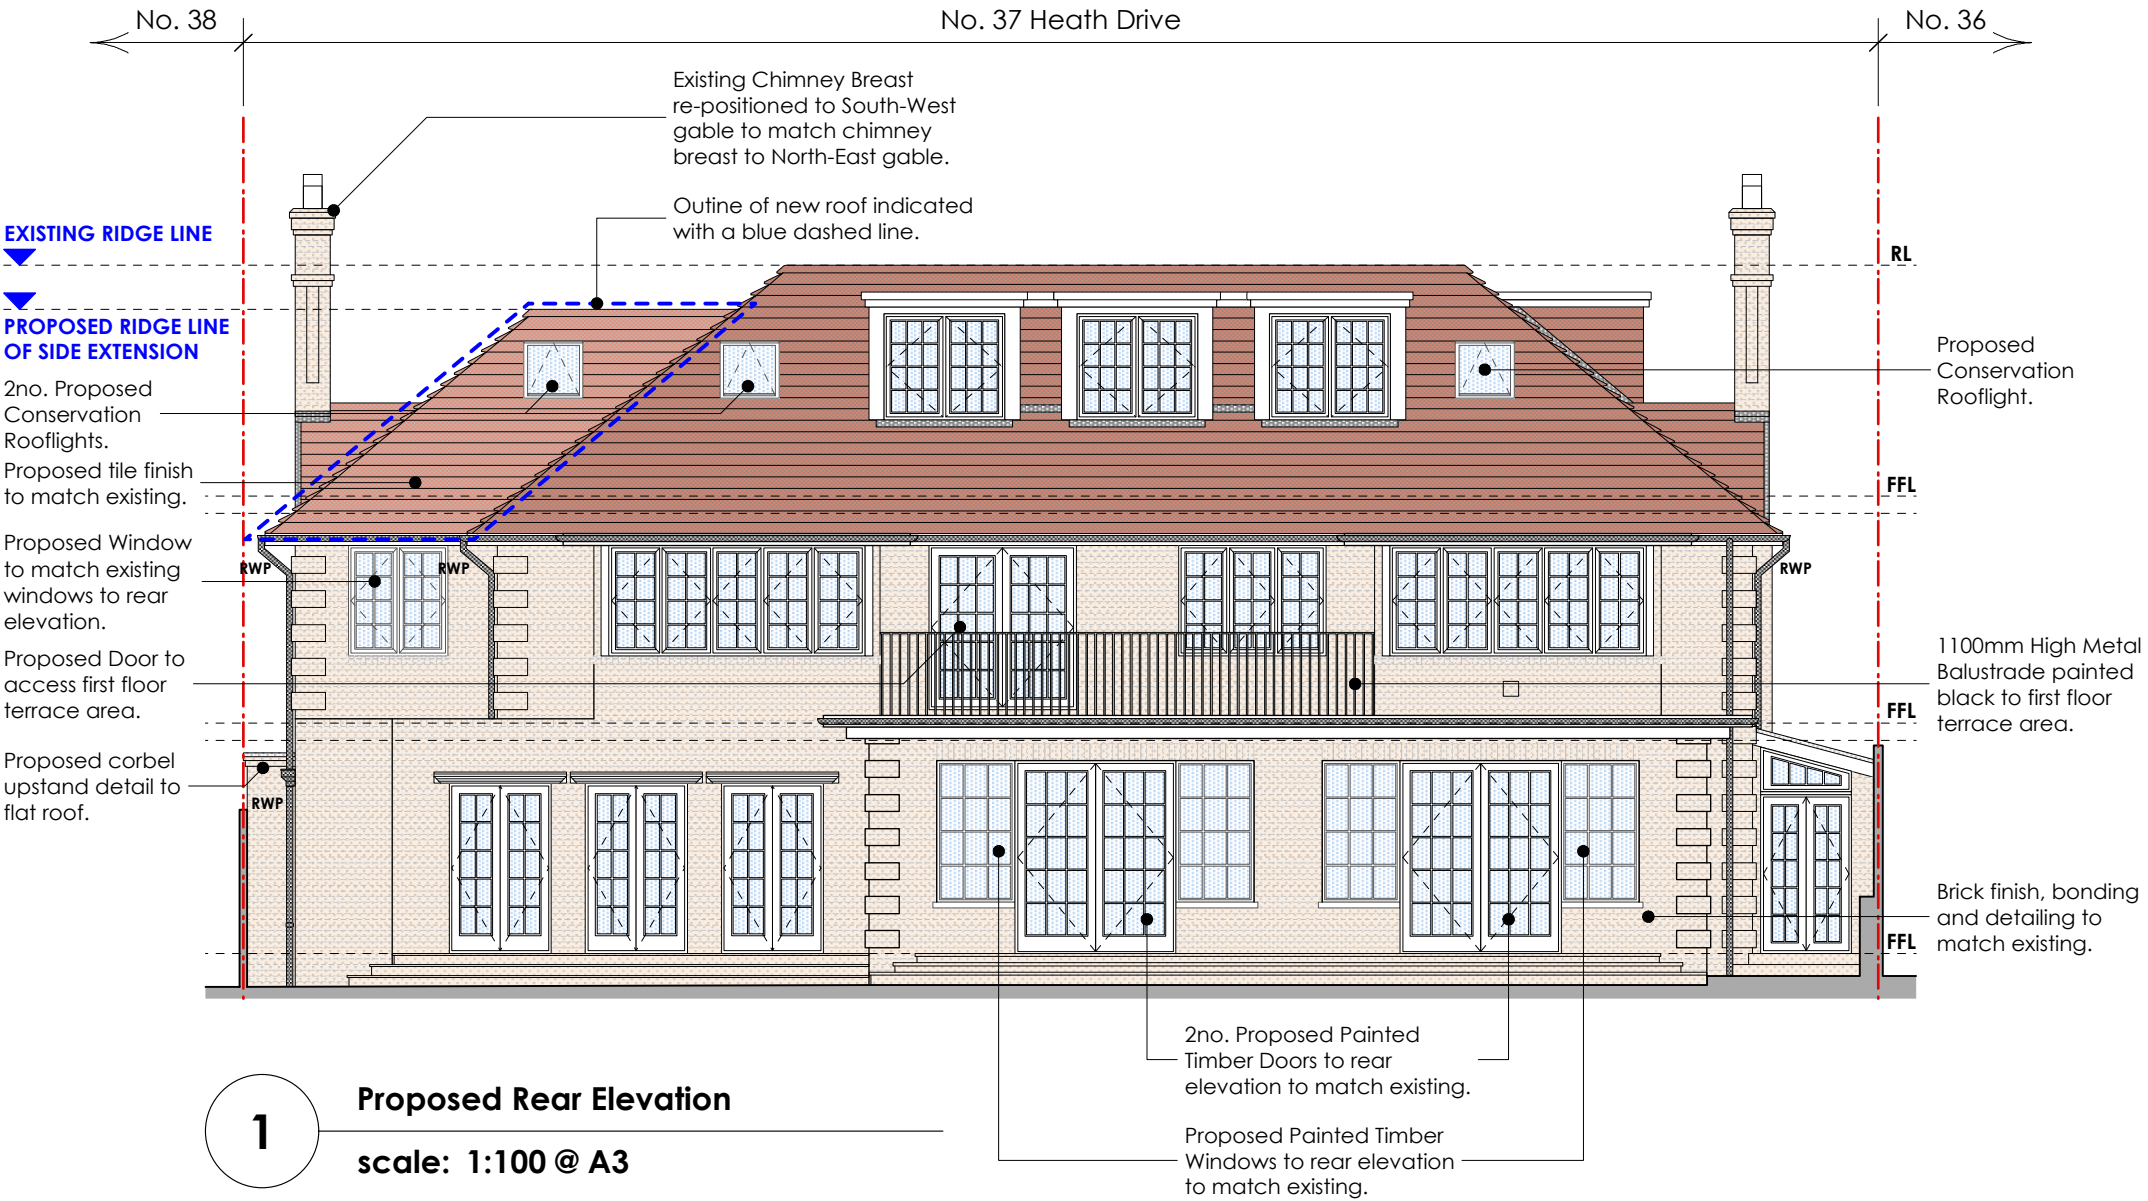 No. 38
No. 37 Heath Drive
No. 36
Existing Chimney Breast
re-positioned to South-West
gable to match chimney
breast to North-East gable.
Outine of new roof indicated
with a blue dashed line.
EXISTING RIDGE LINE
PROPOSED RIDGE LINE
OF SIDE EXTENSION
2no. Proposed
Conservation
Rooflights.
Proposed tile finish
to match existing.
Proposed Window
to match existing
windows to rear
elevation.
Proposed Door to
access first floor
terrace area.
Proposed corbel
upstand detail to
flat roof.
RWP
RWP
RWP
RWP
RL
FFL
FFL
FFL
Proposed
Conservation
Rooflight.
1100mm High Metal
Balustrade painted
black to first floor
terrace area.
Brick finish, bonding
and detailing to
match existing.
2no. Proposed Painted
Timber Doors to rear
elevation to match existing.
Proposed Painted Timber
Windows to rear elevation
to match existing.
1
Proposed Rear Elevation
scale: 1:100 @ A3